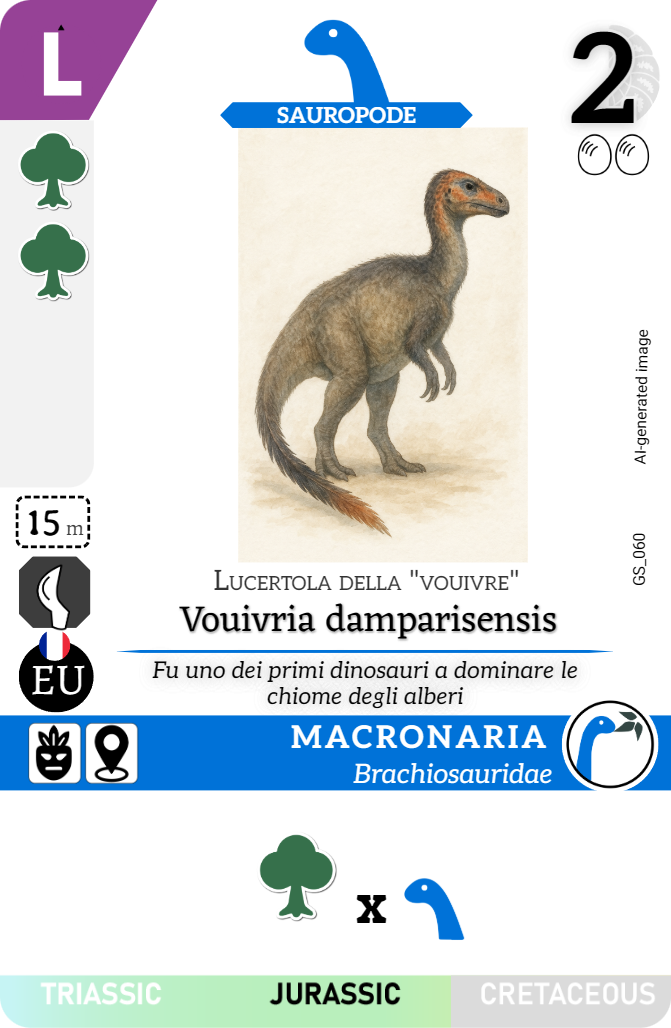 L
SAUROPODE
2
AI-generated image
GS_060
15 m
EU
Lucertola della "vouivre"
Vouivria damparisensis
Fu uno dei primi dinosauri a dominare le
chiome degli alberi
MACRONARIA
Brachiosauridae
x
TRIASSIC JURASSIC CRETACEOUS